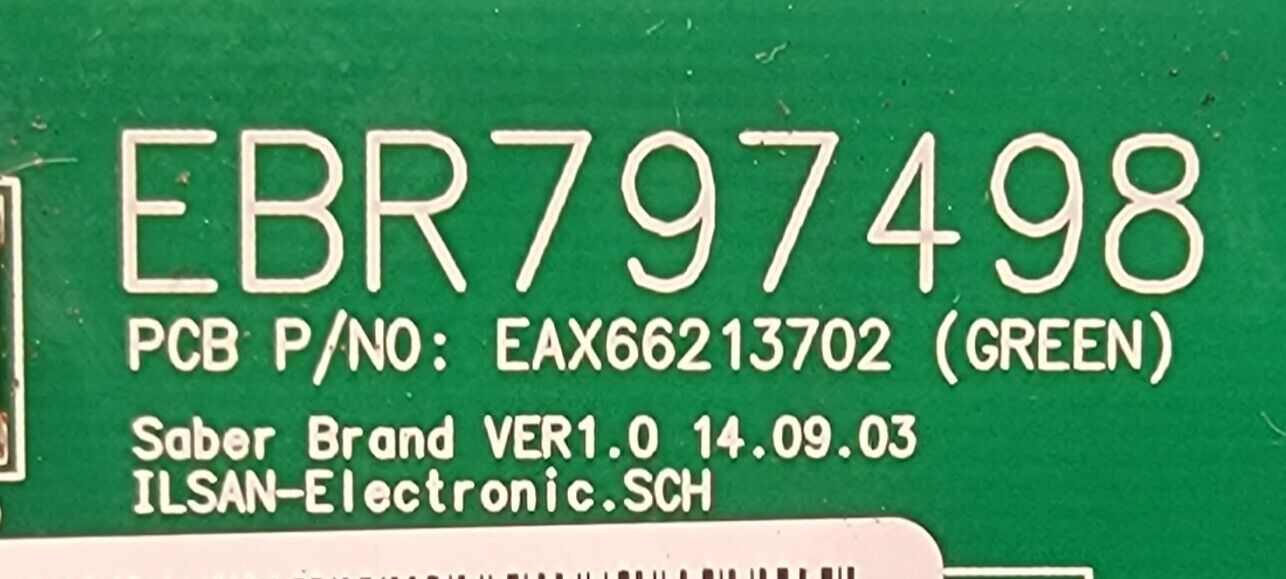 EBR797498
PCB P/NO: EAX66213702 (GREEN)
Saber Brand VER1.0 14.09.03
ILSAN-Electronic.SCH